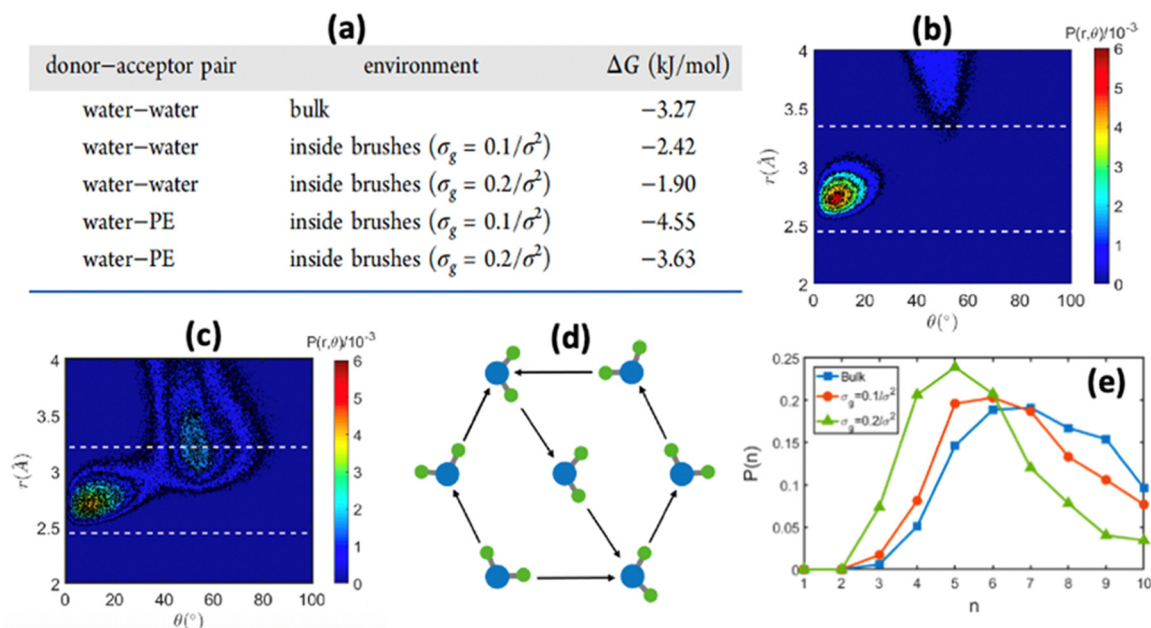 (a)
donor–acceptor pair environment ΔG (kJ/mol)
water–water bulk −3.27
water–water inside brushes (σg = 0.1/σ²) −2.42
water–water inside brushes (σg = 0.2/σ²) −1.90
water–PE inside brushes (σg = 0.1/σ²) −4.55
water–PE inside brushes (σg = 0.2/σ²) −3.63
(b)
P(r,θ)/10⁻³
r(Å)
4
3.5
3
2.5
2
0 20 40 60 80 100
θ(°)
6
5
4
3
2
1
0
(c)
P(r,θ)/10⁻³
r(Å)
4
3.5
3
2.5
2
0 20 40 60 80 100
θ(°)
6
5
4
3
2
1
0
(d)
(e)
P(n)
0.25
0.2
0.15
0.1
0.05
0
Bulk
σg=0.1/σ²
σg=0.2/σ²
1 2 3 4 5 6 7 8 9 10
n